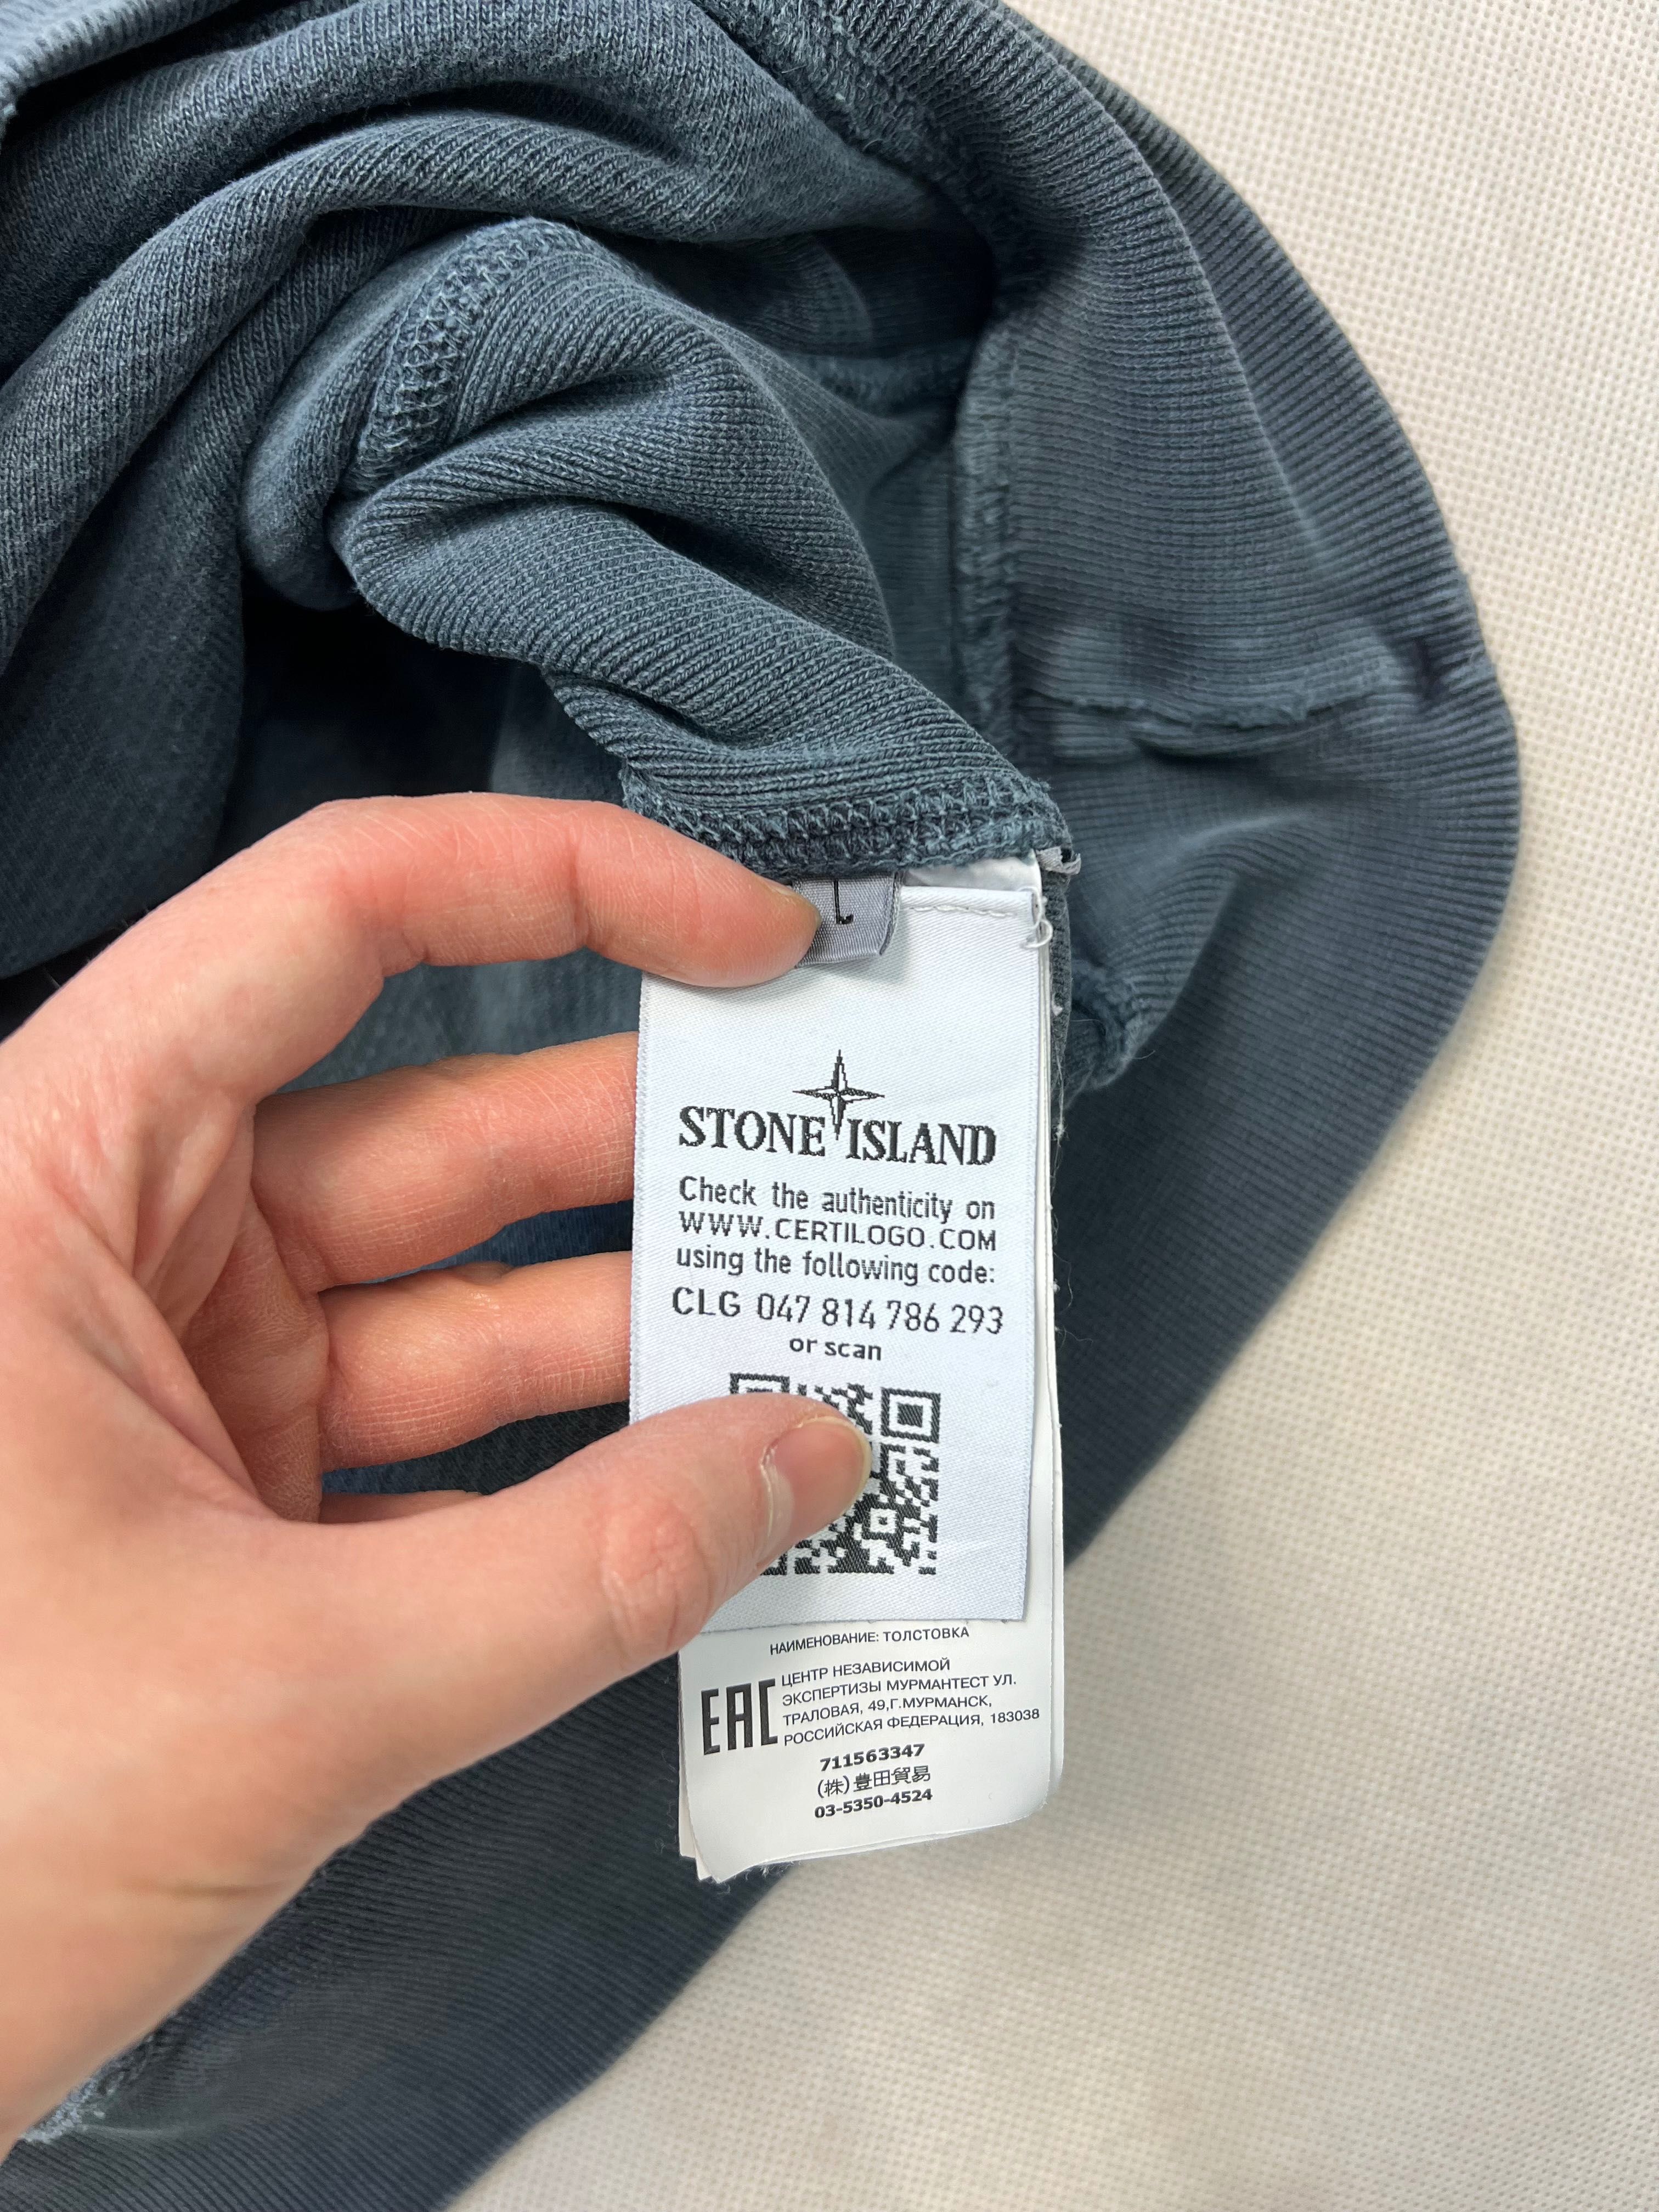 L
STONE ISLAND
Check the authenticity on
WWW.CERTILOGO.COM
using the following code:
CLG 047 814 786 293
or scan
НАИМЕНОВАНИЕ: ТОЛСТОВКА
EAC
ЦЕНТР НЕЗАВИСИМОЙ
ЭКСПЕРТИЗЫ МУРМАНТЕСТ УЛ.
ТРАЛОВАЯ, 49,Г.МУРМАНСК,
РОССИЙСКАЯ ФЕДЕРАЦИЯ, 183038
711563347
(株)豊田貿易
03-5350-4524